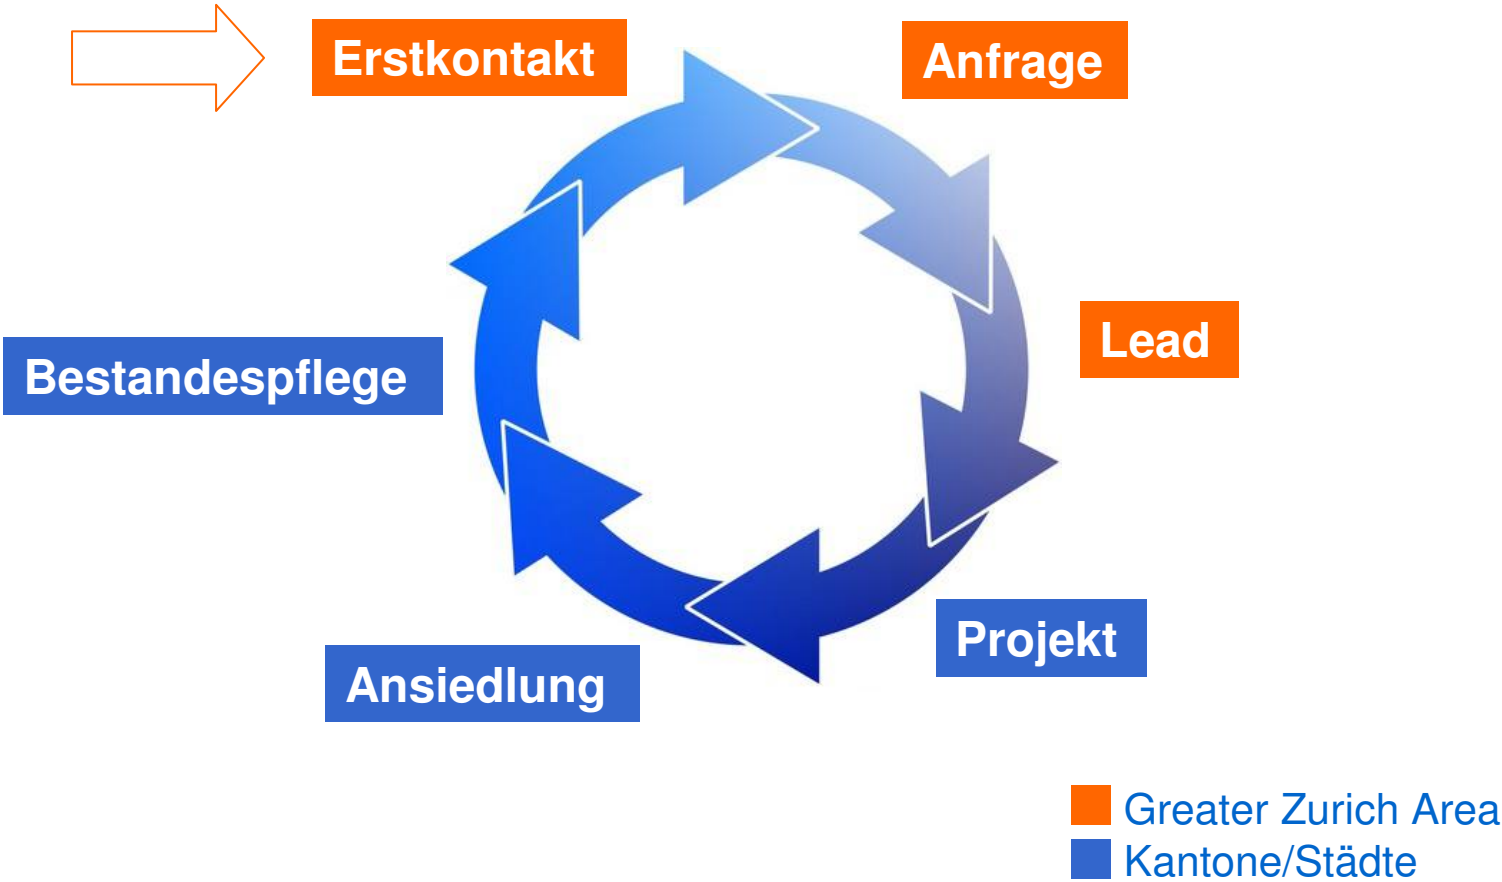 Erstkontakt
Anfrage
Lead
Bestandespflege
Projekt
Ansiedlung
Greater Zurich Area
Kantone/Städte